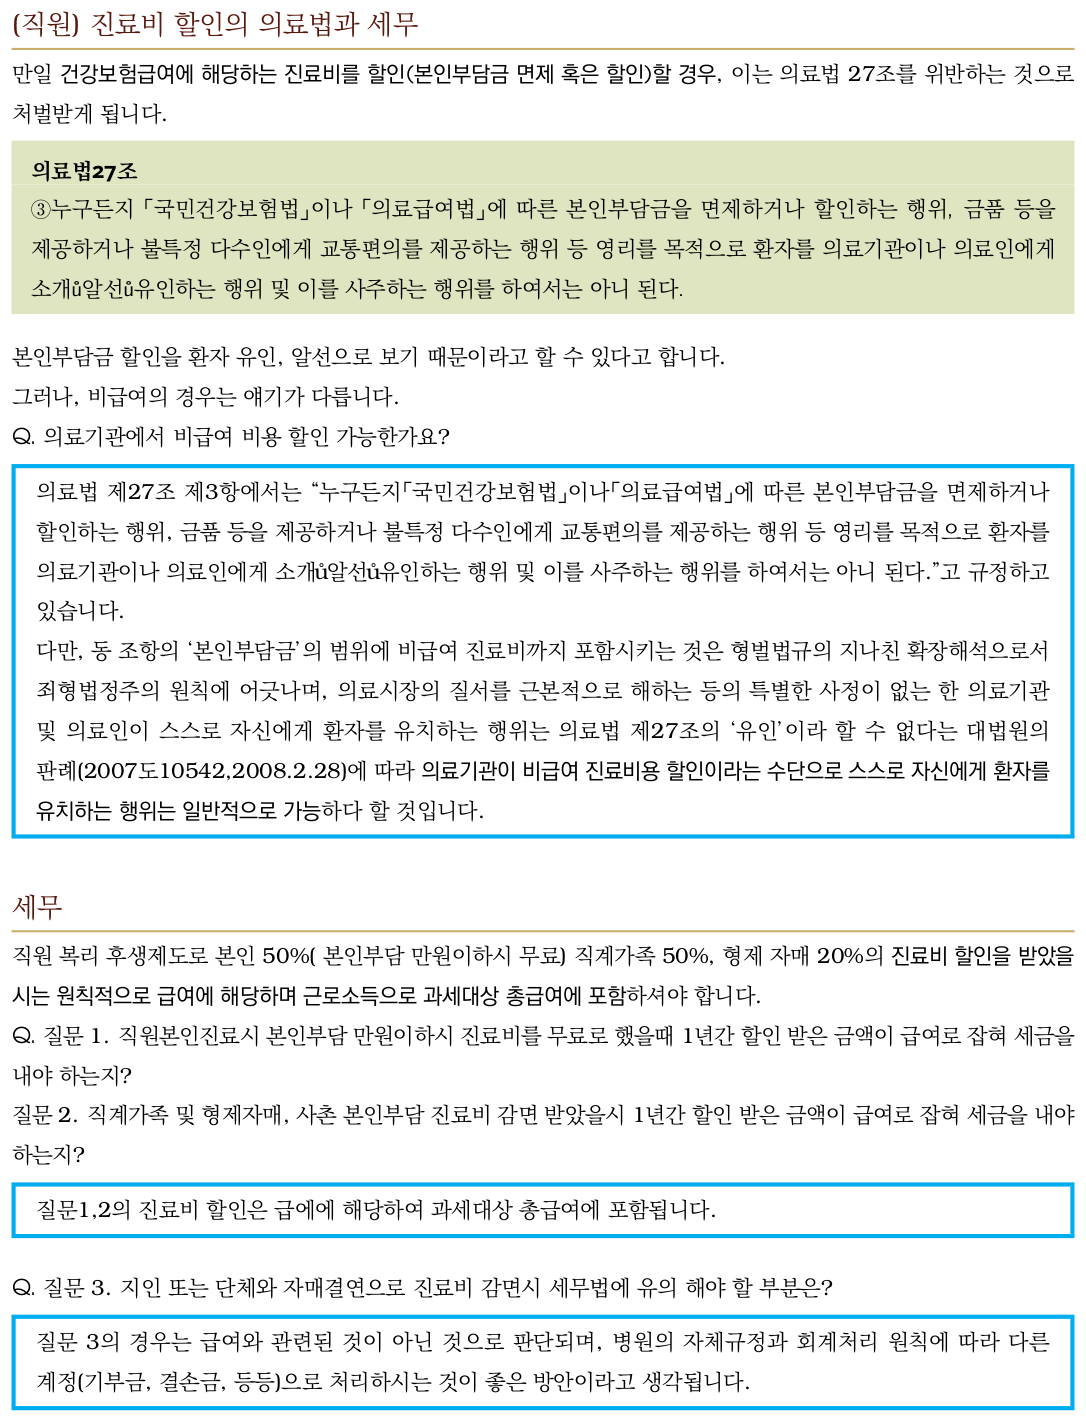 (직원) 진료비 할인의 의료법과 세무
만일 건강보험급여에 해당하는 진료비를 할인(본인부담금 면제 혹은 할인)할 경우, 이는 의료법 27조를 위반하는 것으로
처벌받게 됩니다.
의료법27조
③누구든지 「국민건강보험법」이나 「의료급여법」에 따른 본인부담금을 면제하거나 할인하는 행위, 금품 등을
제공하거나 불특정 다수인에게 교통편의를 제공하는 행위 등 영리를 목적으로 환자를 의료기관이나 의료인에게
소개ů알선ů유인하는 행위 및 이를 사주하는 행위를 하여서는 아니 된다.
본인부담금 할인을 환자 유인, 알선으로 보기 때문이라고 할 수 있다고 합니다.
그러나, 비급여의 경우는 얘기가 다릅니다.
Q. 의료기관에서 비급여 비용 할인 가능한가요?
의료법 제27조 제3항에서는 “누구든지「국민건강보험법」이나「의료급여법」에 따른 본인부담금을 면제하거나
할인하는 행위, 금품 등을 제공하거나 불특정 다수인에게 교통편의를 제공하는 행위 등 영리를 목적으로 환자를
의료기관이나 의료인에게 소개ů알선ů유인하는 행위 및 이를 사주하는 행위를 하여서는 아니 된다.”고 규정하고
있습니다.
다만, 동 조항의 ‘본인부담금’의 범위에 비급여 진료비까지 포함시키는 것은 형벌법규의 지나친 확장해석으로서
죄형법정주의 원칙에 어긋나며, 의료시장의 질서를 근본적으로 해하는 등의 특별한 사정이 없는 한 의료기관
및 의료인이 스스로 자신에게 환자를 유치하는 행위는 의료법 제27조의 ‘유인’이라 할 수 없다는 대법원의
판례(2007도10542,2008.2.28)에 따라 의료기관이 비급여 진료비용 할인이라는 수단으로 스스로 자신에게 환자를
유치하는 행위는 일반적으로 가능하다 할 것입니다.
세무
직원 복리 후생제도로 본인 50%( 본인부담 만원이하시 무료) 직계가족 50%, 형제 자매 20%의 진료비 할인을 받았을
시는 원칙적으로 급여에 해당하며 근로소득으로 과세대상 총급여에 포함하셔야 합니다.
Q. 질문 1. 직원본인진료시 본인부담 만원이하시 진료비를 무료로 했을때 1년간 할인 받은 금액이 급여로 잡혀 세금을
내야 하는지?
질문 2. 직계가족 및 형제자매, 사촌 본인부담 진료비 감면 받았을시 1년간 할인 받은 금액이 급여로 잡혀 세금을 내야
하는지?
질문1,2의 진료비 할인은 급에에 해당하여 과세대상 총급여에 포함됩니다.
Q. 질문 3. 지인 또는 단체와 자매결연으로 진료비 감면시 세무법에 유의 해야 할 부분은?
질문 3의 경우는 급여와 관련된 것이 아닌 것으로 판단되며, 병원의 자체규정과 회계처리 원칙에 따라 다른
계정(기부금, 결손금, 등등)으로 처리하시는 것이 좋은 방안이라고 생각됩니다.